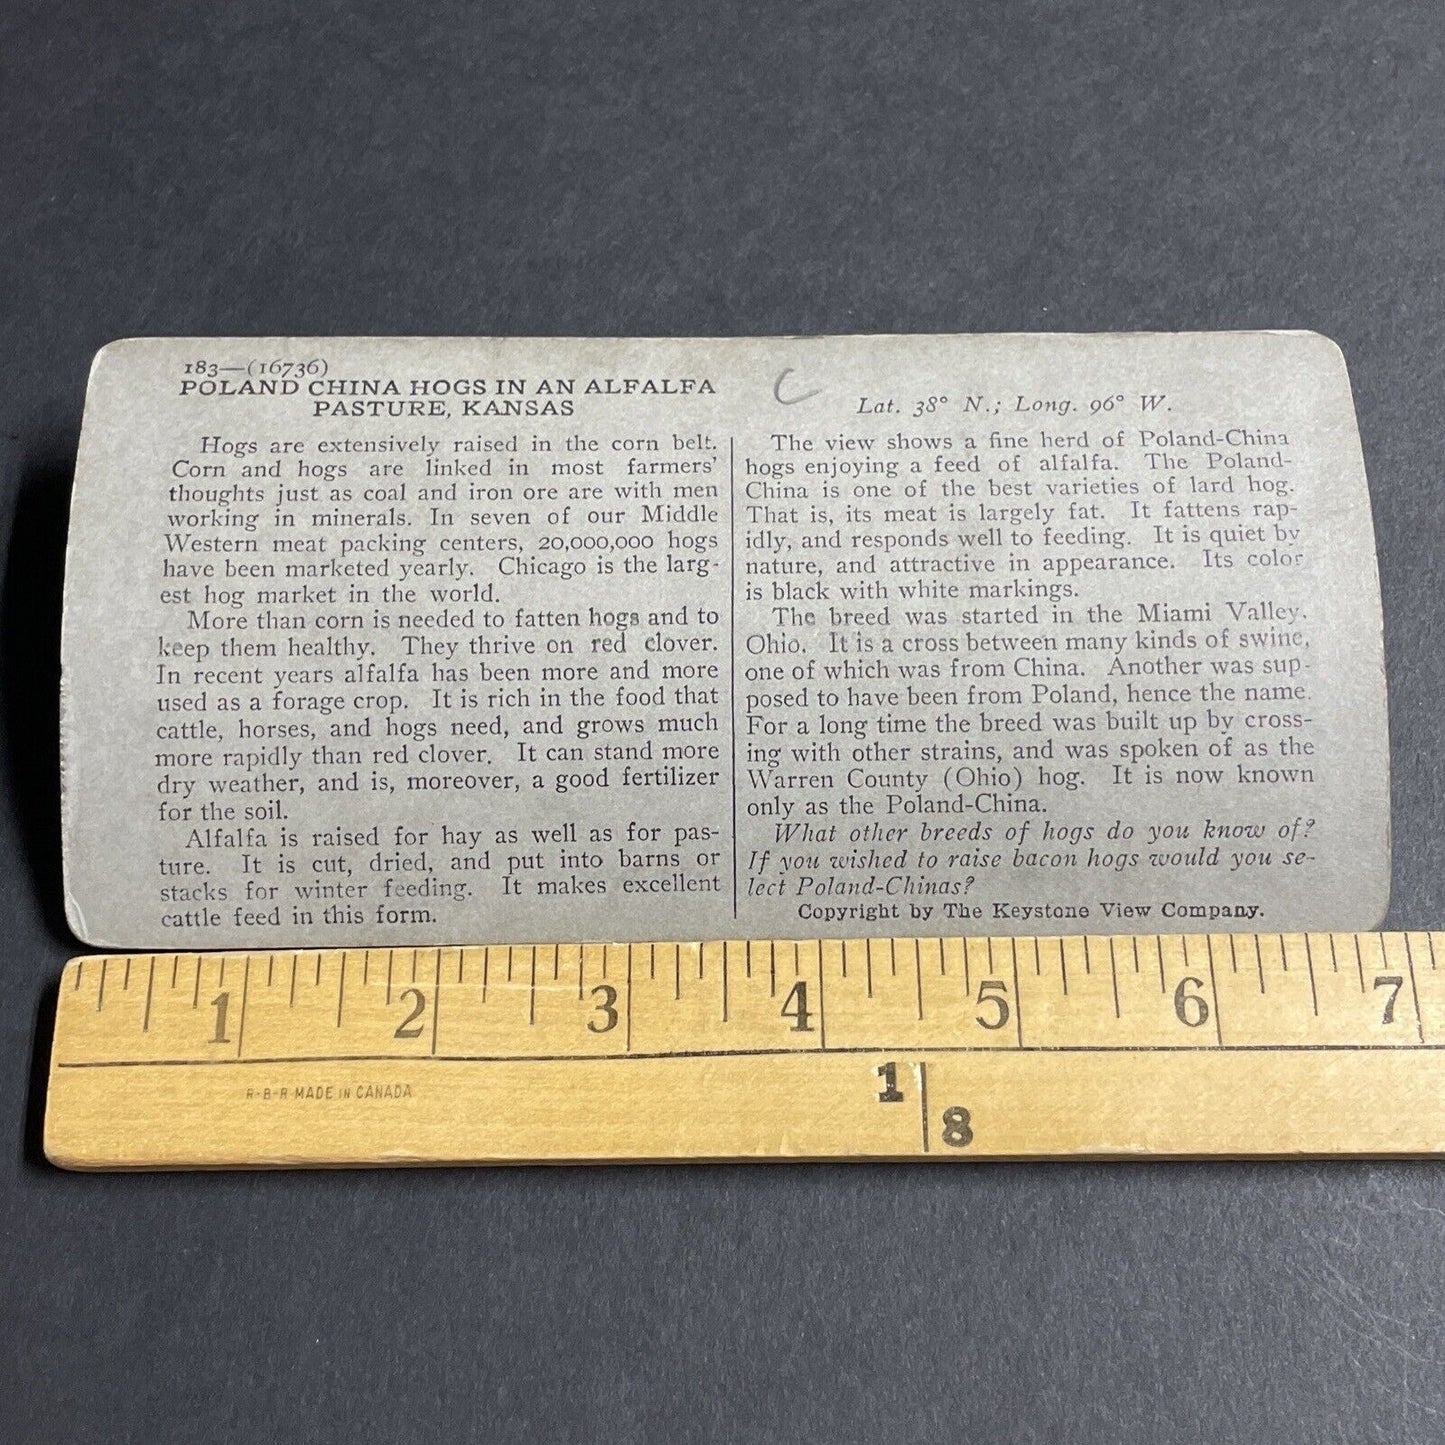 183—(16736)
POLAND CHINA HOGS IN AN ALFALFA
PASTURE, KANSAS
Hogs are extensively raised in the corn belt.
Corn and hogs are linked in most farmers'
thoughts just as coal and iron ore are with men
working in minerals. In seven of our Middle
Western meat packing centers, 20,000,000 hogs
have been marketed yearly. Chicago is the larg-
est hog market in the world.
More than corn is needed to fatten hogs and to
keep them healthy. They thrive on red clover.
In recent years alfalfa has been more and more
used as a forage crop. It is rich in the food that
cattle, horses, and hogs need, and grows much
more rapidly than red clover. It can stand more
dry weather, and is, moreover, a good fertilizer
for the soil.
Alfalfa is raised for hay as well as for pas-
ture. It is cut, dried, and put into barns or
stacks for winter feeding. It makes excellent
cattle feed in this form.
C
Lat. 38° N.; Long. 96° W.
The view shows a fine herd of Poland-China
hogs enjoying a feed of alfalfa. The Poland-
China is one of the best varieties of lard hog.
That is, its meat is largely fat. It fattens rap-
idly, and responds well to feeding. It is quiet by
nature, and attractive in appearance. Its color
is black with white markings.
The breed was started in the Miami Valley,
Ohio. It is a cross between many kinds of swine,
one of which was from China. Another was sup-
posed to have been from Poland, hence the name.
For a long time the breed was built up by cross-
ing with other strains, and was spoken of as the
Warren County (Ohio) hog. It is now known
only as the Poland-China.
What other breeds of hogs do you know of?
If you wished to raise bacon hogs would you se-
lect Poland-Chinas?
Copyright by The Keystone View Company.
1 2 3 4 5 6 7
R-B-R MADE IN CANADA
1
8